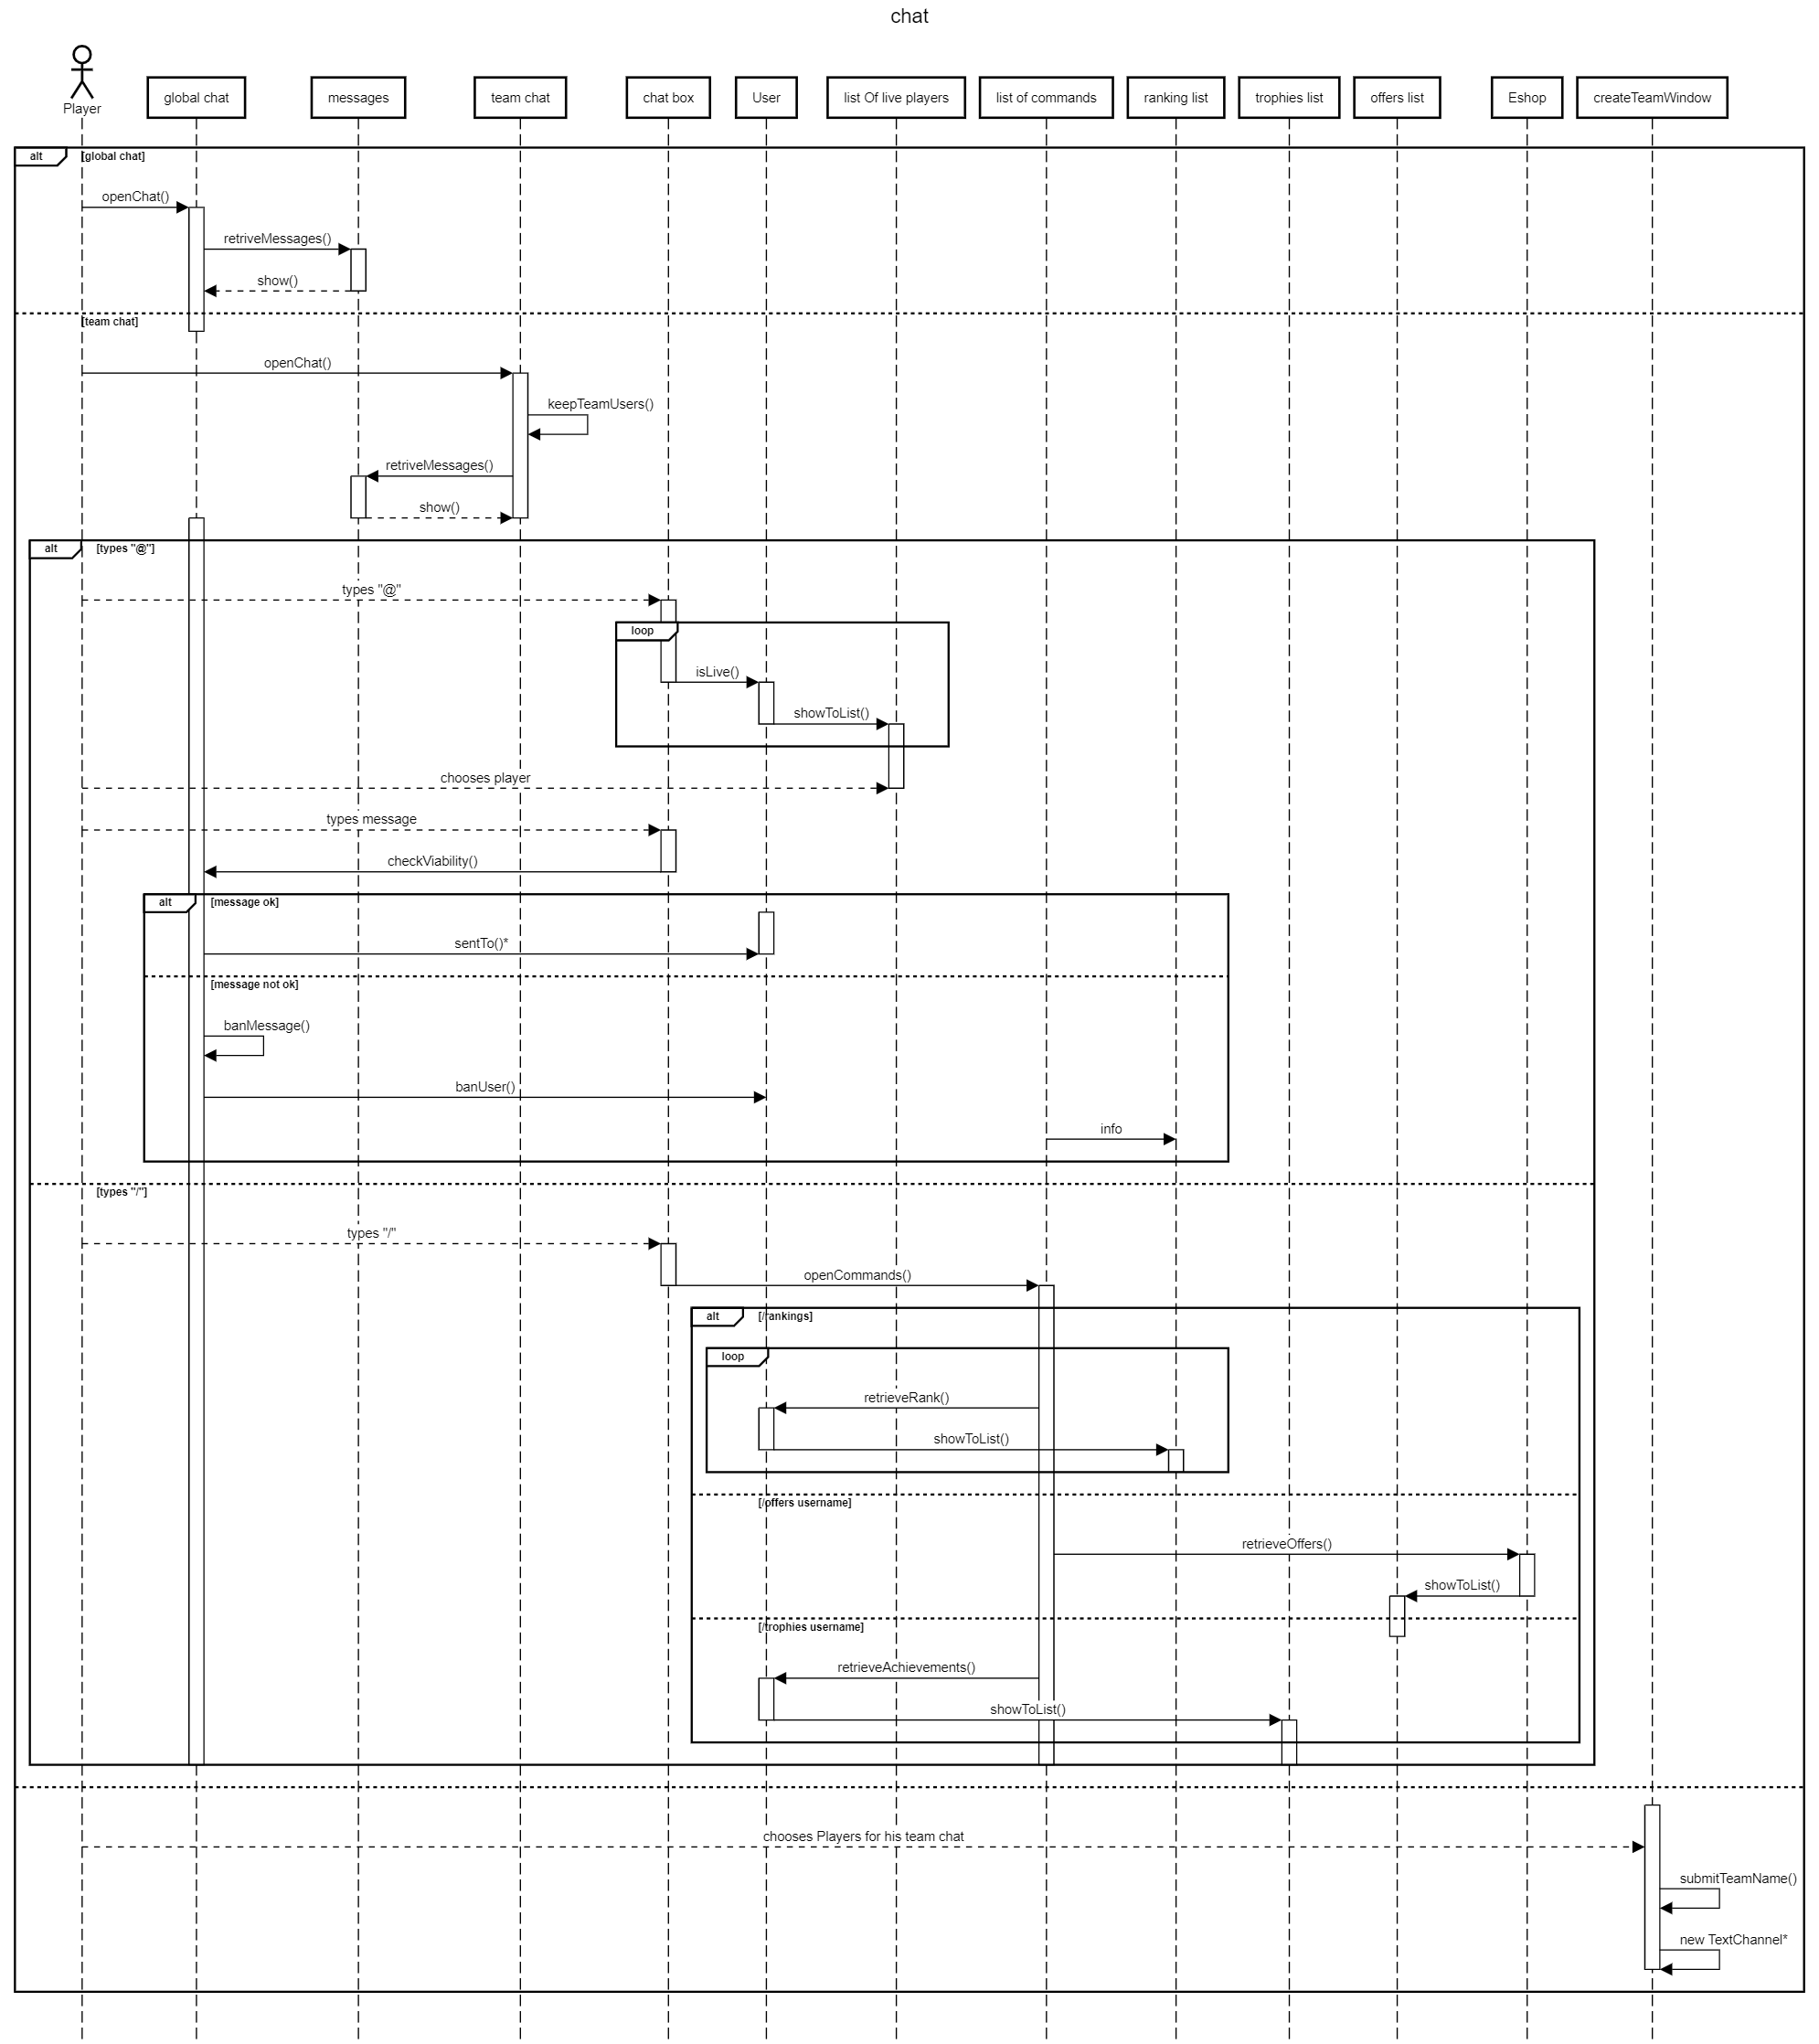 chat
Player
global chat
messages
team chat
chat box
User
list Of live players
list of commands
ranking list
trophies list
offers list
Eshop
createTeamWindow
alt
[global chat]
openChat()
retriveMessages()
show()
[team chat]
openChat()
keepTeamUsers()
retriveMessages()
show()
alt
[types "@"]
types "@"
loop
isLive()
showToList()
chooses player
types message
checkViability()
alt
[message ok]
sentTo()*
[message not ok]
banMessage()
banUser()
info
[types "/"]
types "/"
openCommands()
alt
[/rankings]
loop
retrieveRank()
showToList()
[/offers username]
retrieveOffers()
showToList()
[/trophies username]
retrieveAchievements()
showToList()
chooses Players for his team chat
submitTeamName()
new TextChannel*